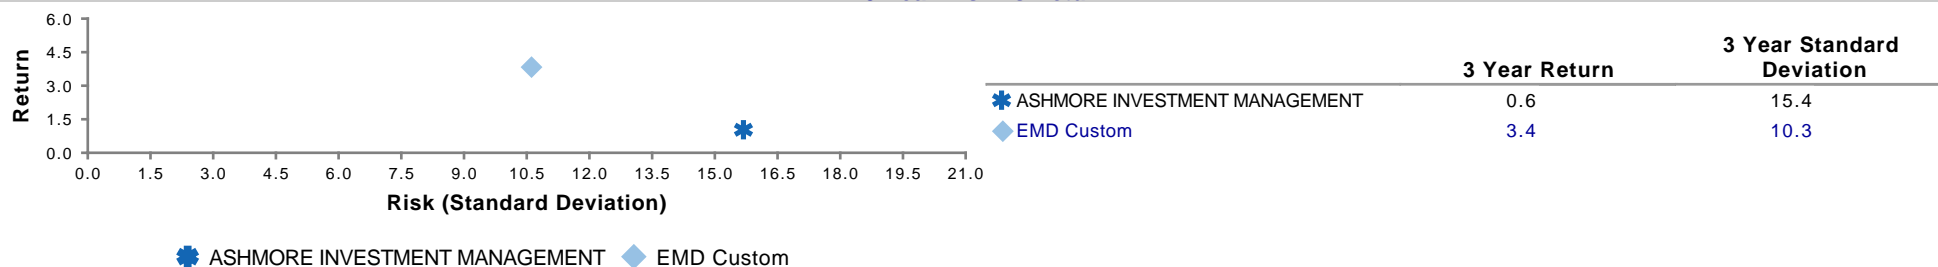 6.0
4.5
3.0
1.5
0.0
Return
0.0 1.5 3.0 4.5 6.0 7.5 9.0 10.5 12.0 13.5 15.0 16.5 18.0 19.5 21.0
Risk (Standard Deviation)
ASHMORE INVESTMENT MANAGEMENT EMD Custom
3 Year Return 3 Year Standard
Deviation
ASHMORE INVESTMENT MANAGEMENT 0.6 15.4
EMD Custom 3.4 10.3